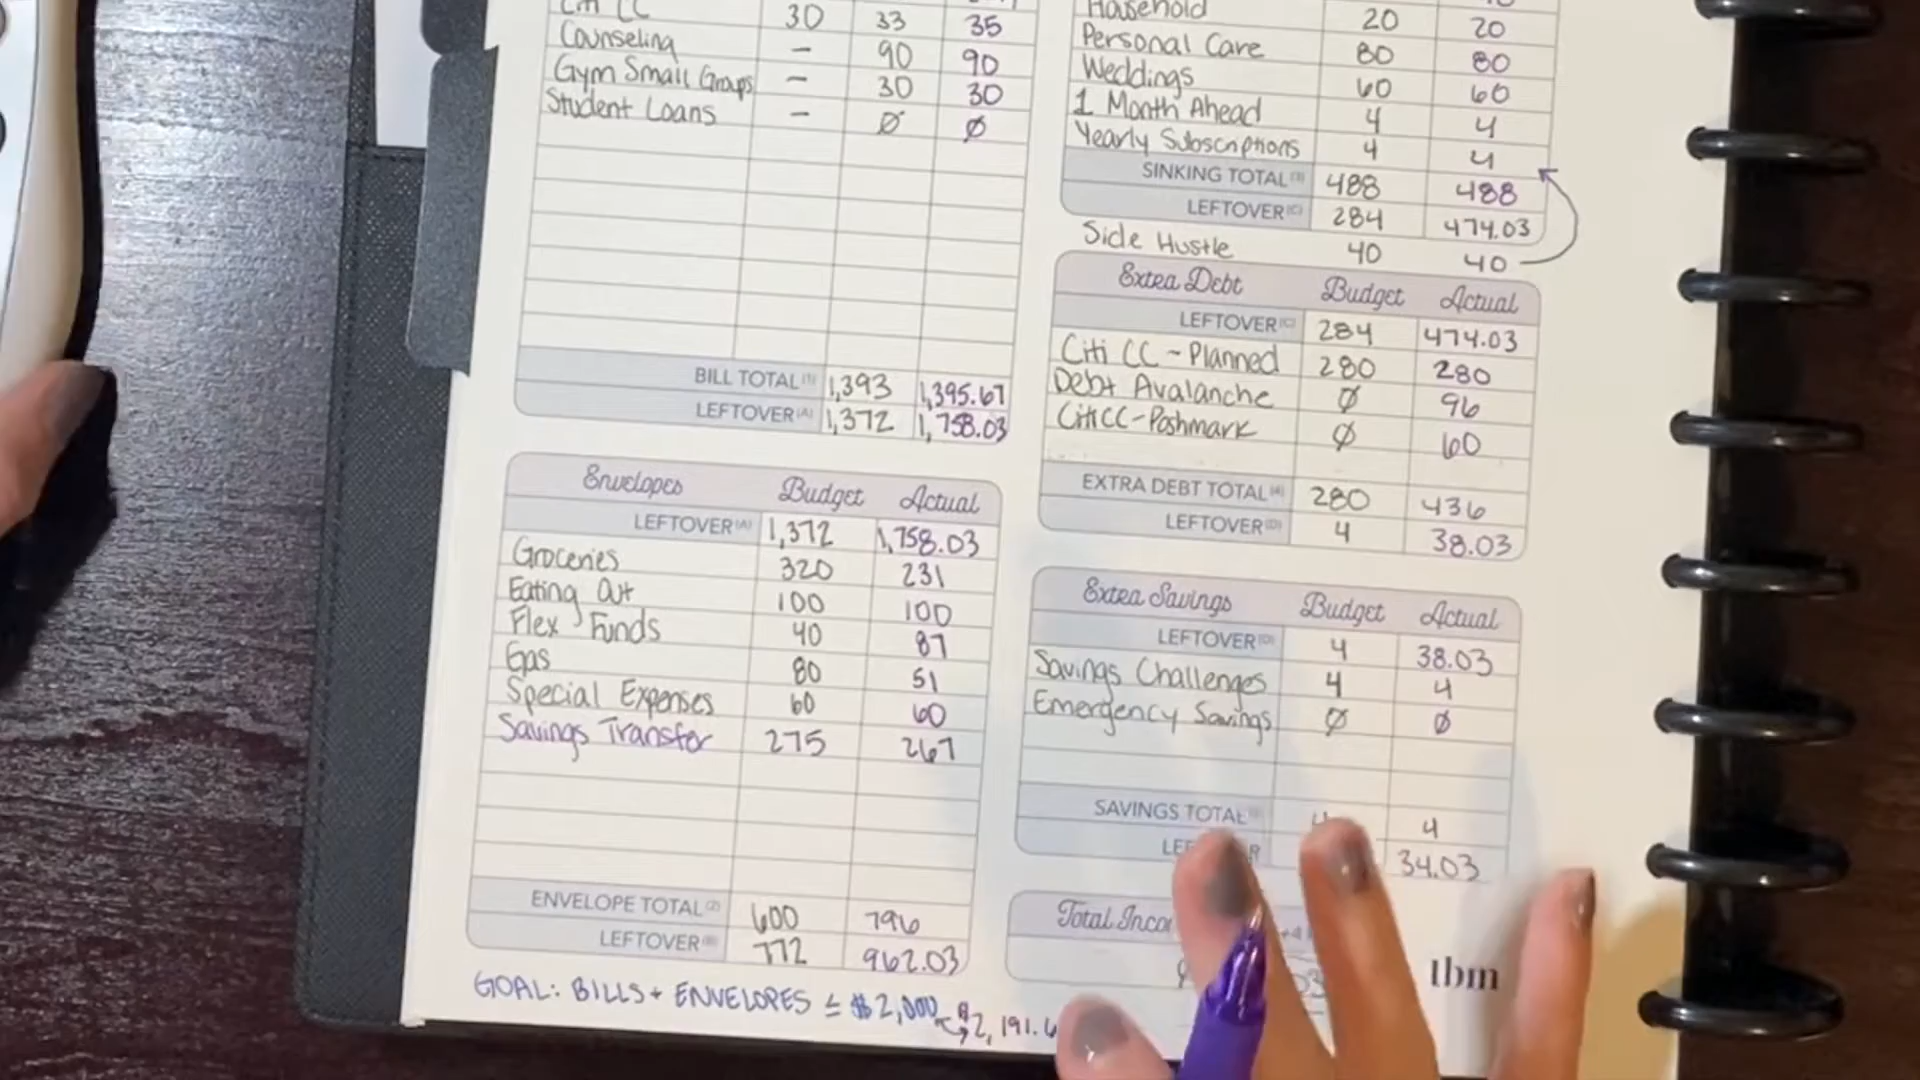 Citi CC 30 33 35
Counseling - 90 90
Gym Small Groups - 30 30
Student Loans - Ø Ø
BILL TOTAL (1) 1,393 1,395.67
LEFTOVER (A) 1,372 1,758.03
Envelopes Budget Actual
LEFTOVER (A) 1,372 1,758.03
Groceries 320 231
Eating Out 100 100
Flex Funds 40 87
Gas 80 51
Special Expenses 60 60
Savings Transfer 275 267
ENVELOPE TOTAL (2) 600 796
LEFTOVER (B) 772 962.03
GOAL: BILLS + ENVELOPES ≤ $2,000
Household 20 20
Personal Care 80 80
Weddings 60 60
1 Month Ahead 4 4
Yearly Subscriptions 4 4
SINKING TOTAL (3) 488 488
LEFTOVER (C) 284 474.03
Side Hustle 40 40
Extra Debt Budget Actual
LEFTOVER (C) 284 474.03
Citi CC - Planned 280 280
Debt Avalanche Ø 96
Citi CC - Poshmark Ø 60
EXTRA DEBT TOTAL (4) 280 436
LEFTOVER (D) 4 38.03
Extra Savings Budget Actual
LEFTOVER (D) 4 38.03
Savings Challenges 4 4
Emergency Savings Ø Ø
SAVINGS TOTAL 4
34.03
Total
tbm